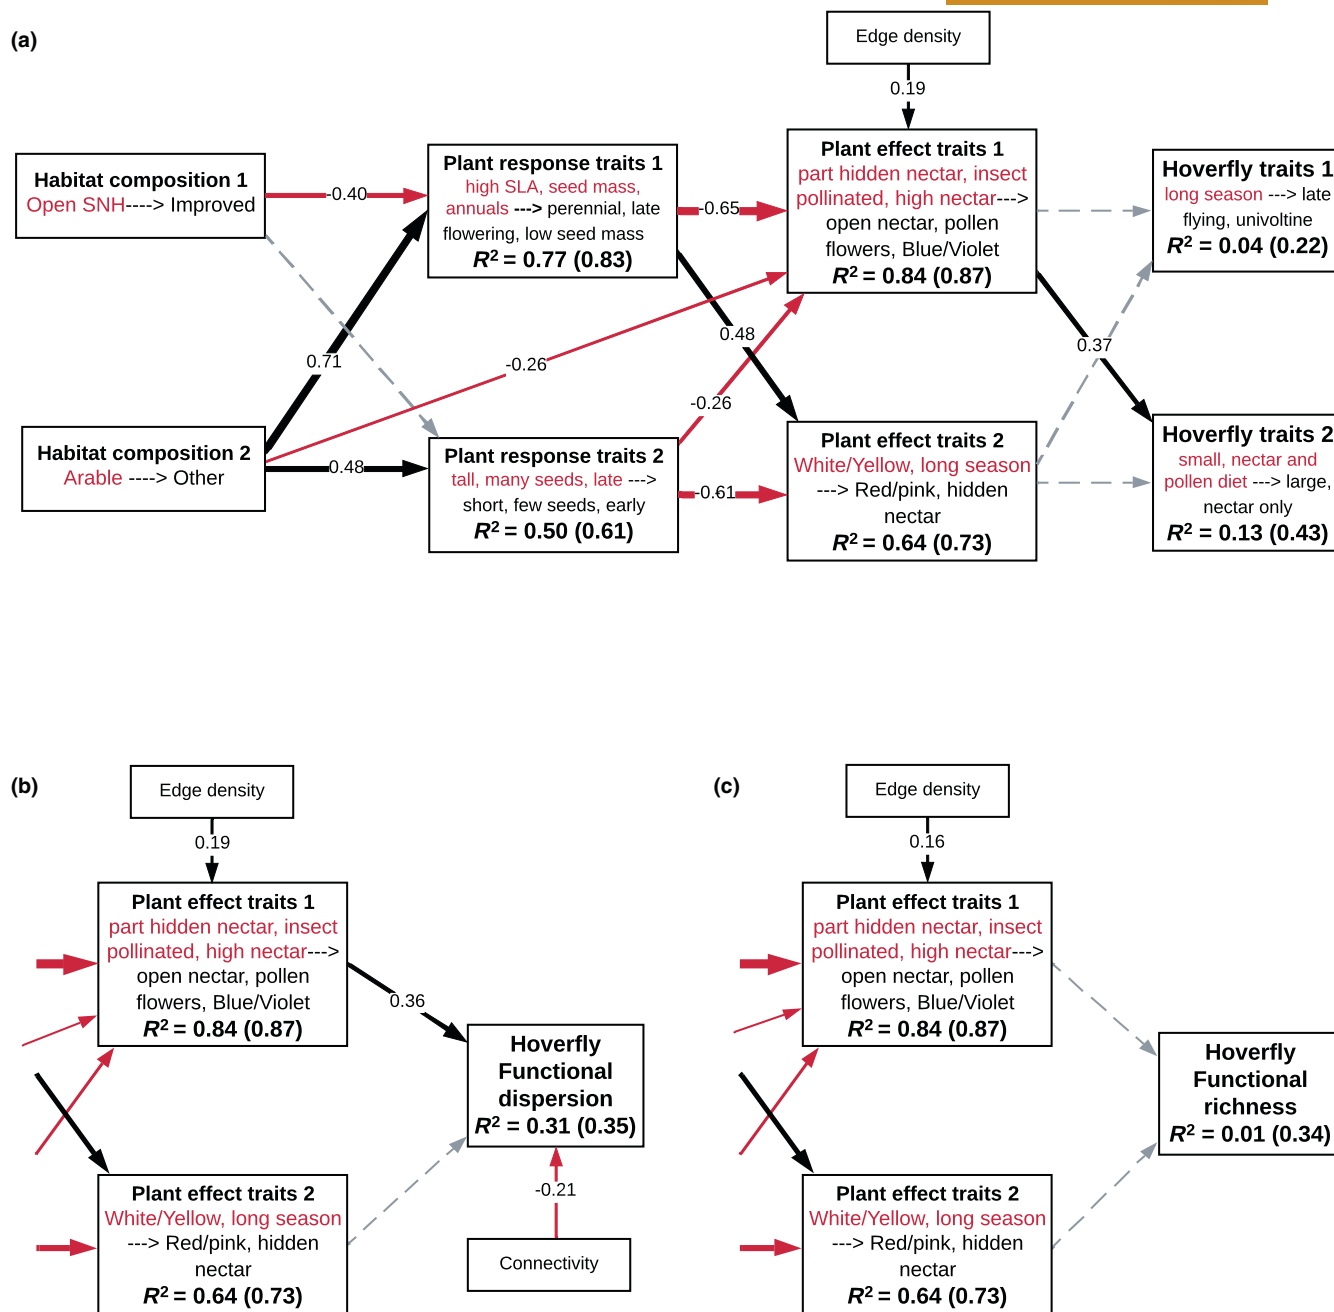 (a)
Edge density
0.19
Habitat composition 1
Open SNH----> Improved
-0.40
Plant response traits 1
high SLA, seed mass,
annuals ---> perennial, late
flowering, low seed mass
R² = 0.77 (0.83)
-0.65
Plant effect traits 1
part hidden nectar, insect
pollinated, high nectar--->
open nectar, pollen
flowers, Blue/Violet
R² = 0.84 (0.87)
Hoverfly traits 1
long season ---> late
flying, univoltine
R² = 0.04 (0.22)
0.71
-0.26
0.48
0.37
-0.26
Habitat composition 2
Arable ----> Other
0.48
Plant response traits 2
tall, many seeds, late --->
short, few seeds, early
R² = 0.50 (0.61)
-0.61
Plant effect traits 2
White/Yellow, long season
---> Red/pink, hidden
nectar
R² = 0.64 (0.73)
Hoverfly traits 2
small, nectar and
pollen diet ---> large,
nectar only
R² = 0.13 (0.43)
(b)
Edge density
0.19
Plant effect traits 1
part hidden nectar, insect
pollinated, high nectar--->
open nectar, pollen
flowers, Blue/Violet
R² = 0.84 (0.87)
0.36
Hoverfly
Functional
dispersion
R² = 0.31 (0.35)
-0.21
Connectivity
Plant effect traits 2
White/Yellow, long season
---> Red/pink, hidden
nectar
R² = 0.64 (0.73)
(c)
Edge density
0.16
Plant effect traits 1
part hidden nectar, insect
pollinated, high nectar--->
open nectar, pollen
flowers, Blue/Violet
R² = 0.84 (0.87)
Hoverfly
Functional
richness
R² = 0.01 (0.34)
Plant effect traits 2
White/Yellow, long season
---> Red/pink, hidden
nectar
R² = 0.64 (0.73)